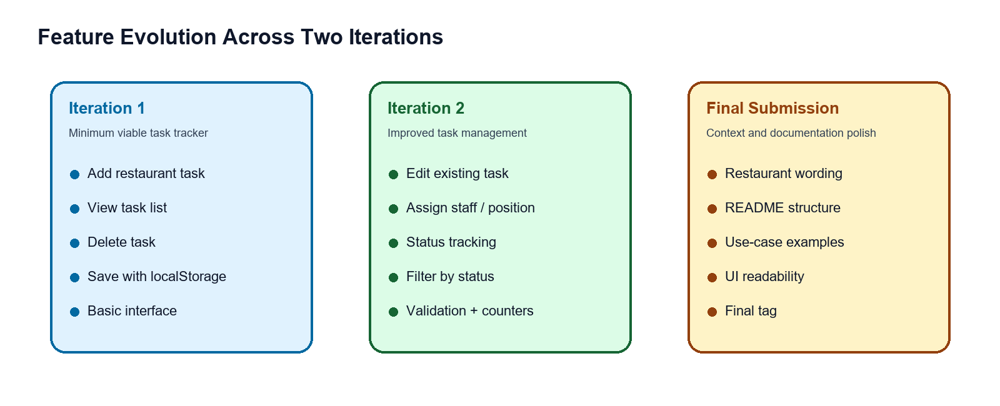 Feature Evolution Across Two Iterations
Iteration 1
Minimum viable task tracker
Add restaurant task
View task list
Delete task
Save with localStorage
Basic interface
Iteration 2
Improved task management
Edit existing task
Assign staff / position
Status tracking
Filter by status
Validation + counters
Final Submission
Context and documentation polish
Restaurant wording
README structure
Use-case examples
UI readability
Final tag